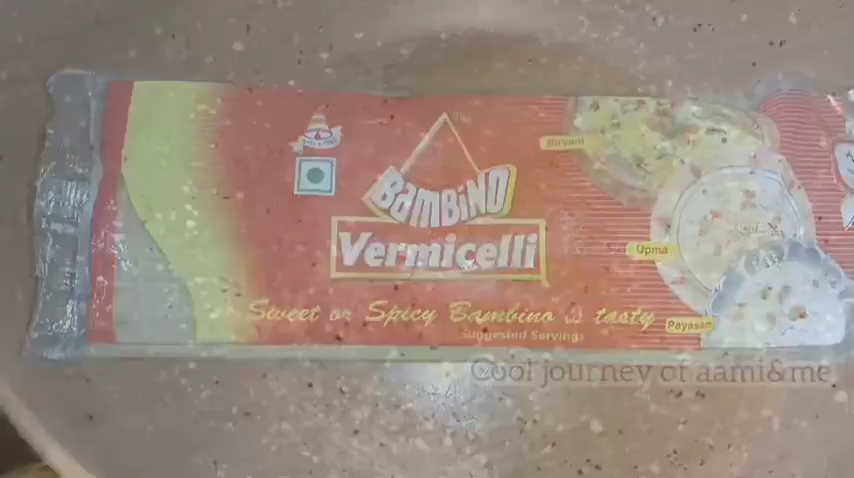 BAMBINO
Vermicelli
Sweet or Spicy Bambino is tasty
Suggested Servings
Biryani
Upma
Payasam
Cool journey of aami&me